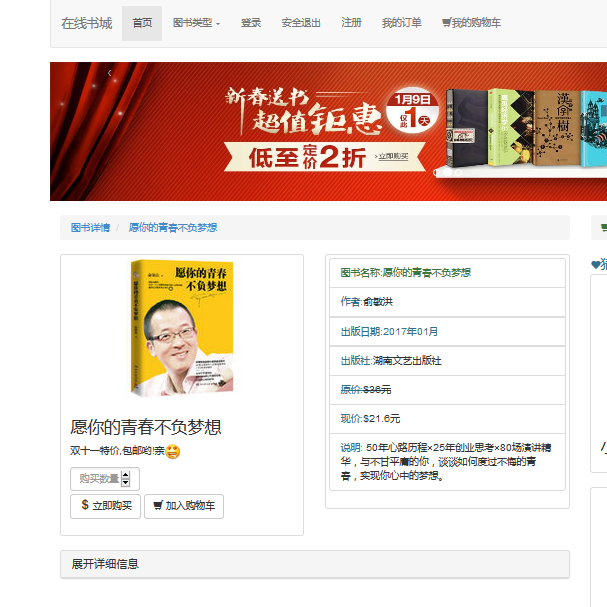 在线书城 首页 图书类型 登录 安全退出 注册 我的订单 我的购物车
新春送书
超值钜惠
1月9日
仅此1天
低至定价2折 >立即购买
漢字樹
图书详情 / 愿你的青春不负梦想
愿你的青春
不负梦想
图书名称:愿你的青春不负梦想
作者:俞敏洪
出版日期:2017年01月
出版社:湖南文艺出版社
原价:$36元
现价:$21.6元
说明: 50年心路历程×25年创业思考×80场演讲精
华，与不甘平庸的你，谈谈如何度过不悔的青
春，实现你心中的梦想。
愿你的青春不负梦想
双十一特价,包邮哟!亲
购买数量
$ 立即购买 加入购物车
展开详细信息